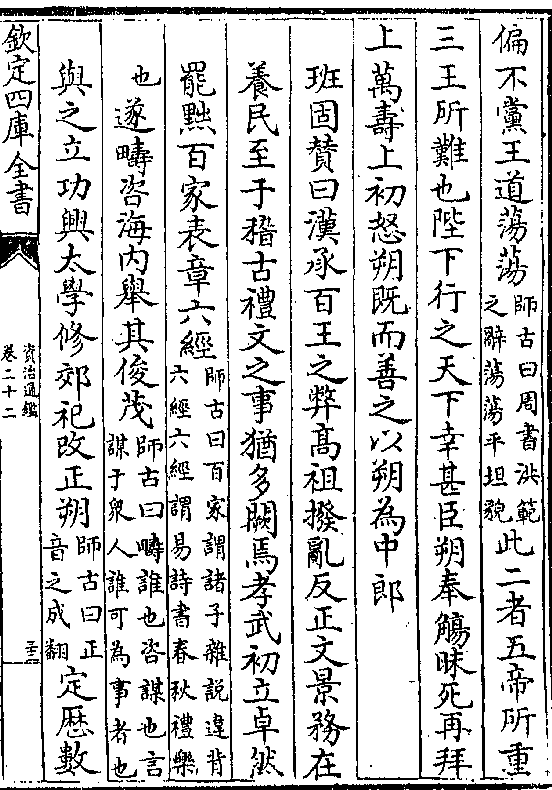 偏不黨王道蕩蕩師古曰周書洪範之辭蕩蕩平坦貌此二者五帝所重
三王所難也陛下行之天下幸甚臣朔奉觴昧死再拜
上萬壽上初怒朔既而善之以朔為中郎
班固贊曰漢承百王之弊高祖撥亂反正文景務在
養民至于稽古禮文之事猶多闕焉孝武初立卓然
罷黜百家表章六經師古曰百家謂諸子雜説違背六經六經謂易詩書春秋禮樂
也遂疇咨海内舉其俊茂師古曰疇誰也咨謀也言謀于衆人誰可為事者也
與之立功興太學修郊祀改正朔師古曰正音之成翻定歴數
欽定四庫全書
資治通鑑
卷二十二